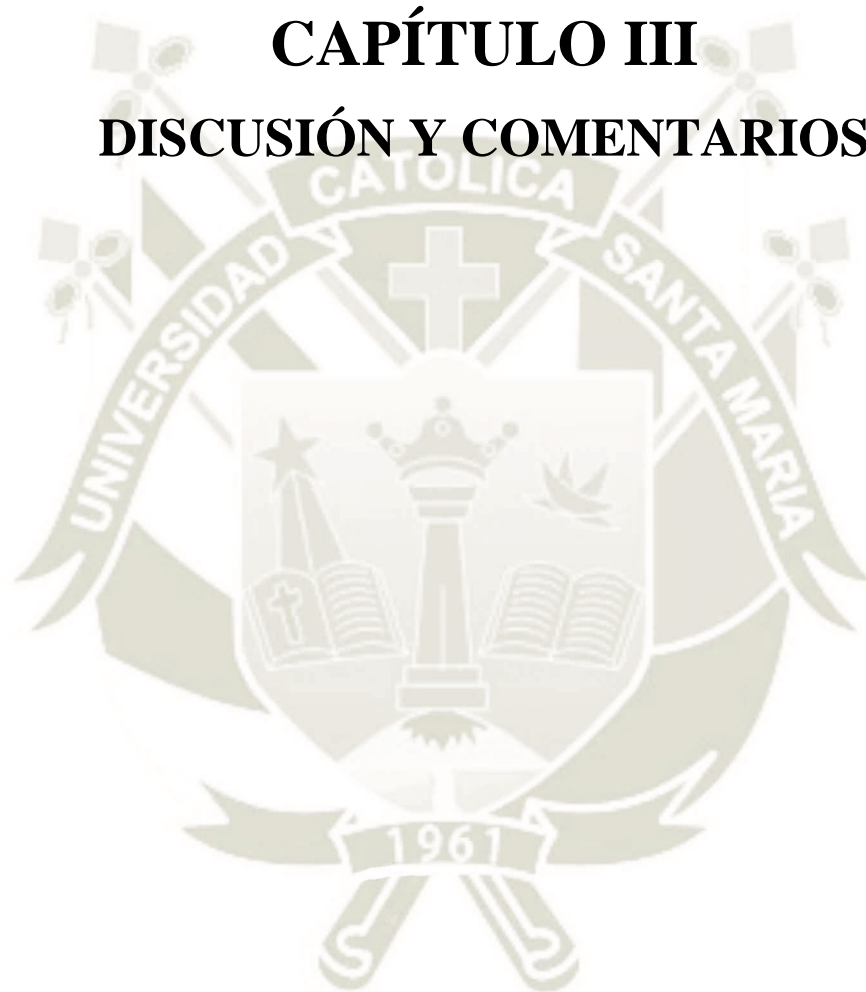 CAPÍTULO III
DISCUSIÓN Y COMENTARIOS
UNIVERSIDAD CATOLICA SANTA MARIA
1961